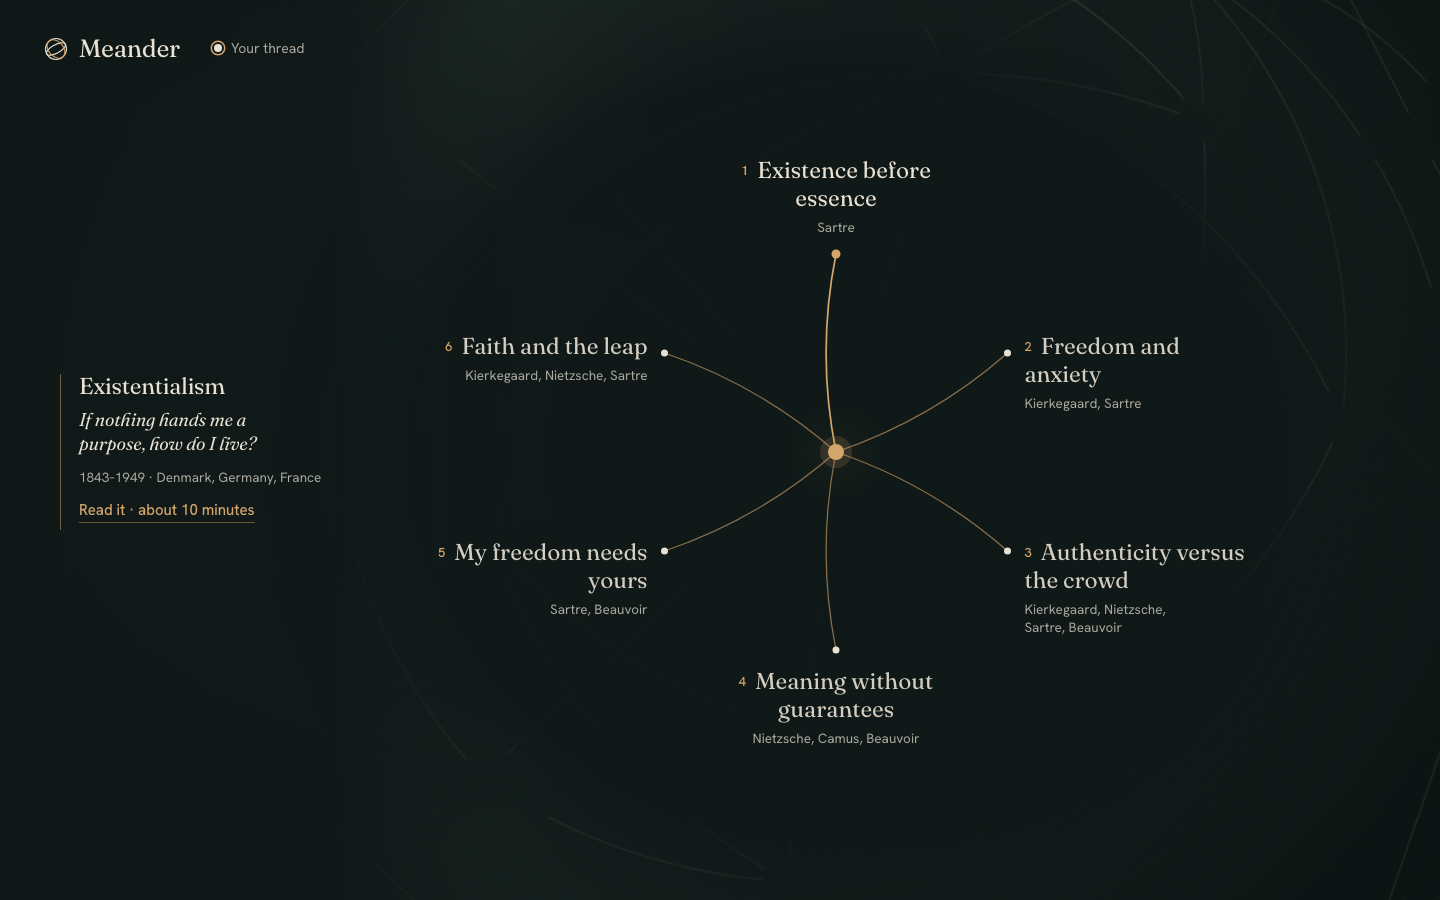 Meander
Your thread
1 Existence before
essence
Sartre
6 Faith and the leap
Kierkegaard, Nietzsche, Sartre
2 Freedom and
anxiety
Kierkegaard, Sartre
Existentialism
If nothing hands me a
purpose, how do I live?
1843–1949 · Denmark, Germany, France
Read it · about 10 minutes
5 My freedom needs
yours
Sartre, Beauvoir
3 Authenticity versus
the crowd
Kierkegaard, Nietzsche,
Sartre, Beauvoir
4 Meaning without
guarantees
Nietzsche, Camus, Beauvoir